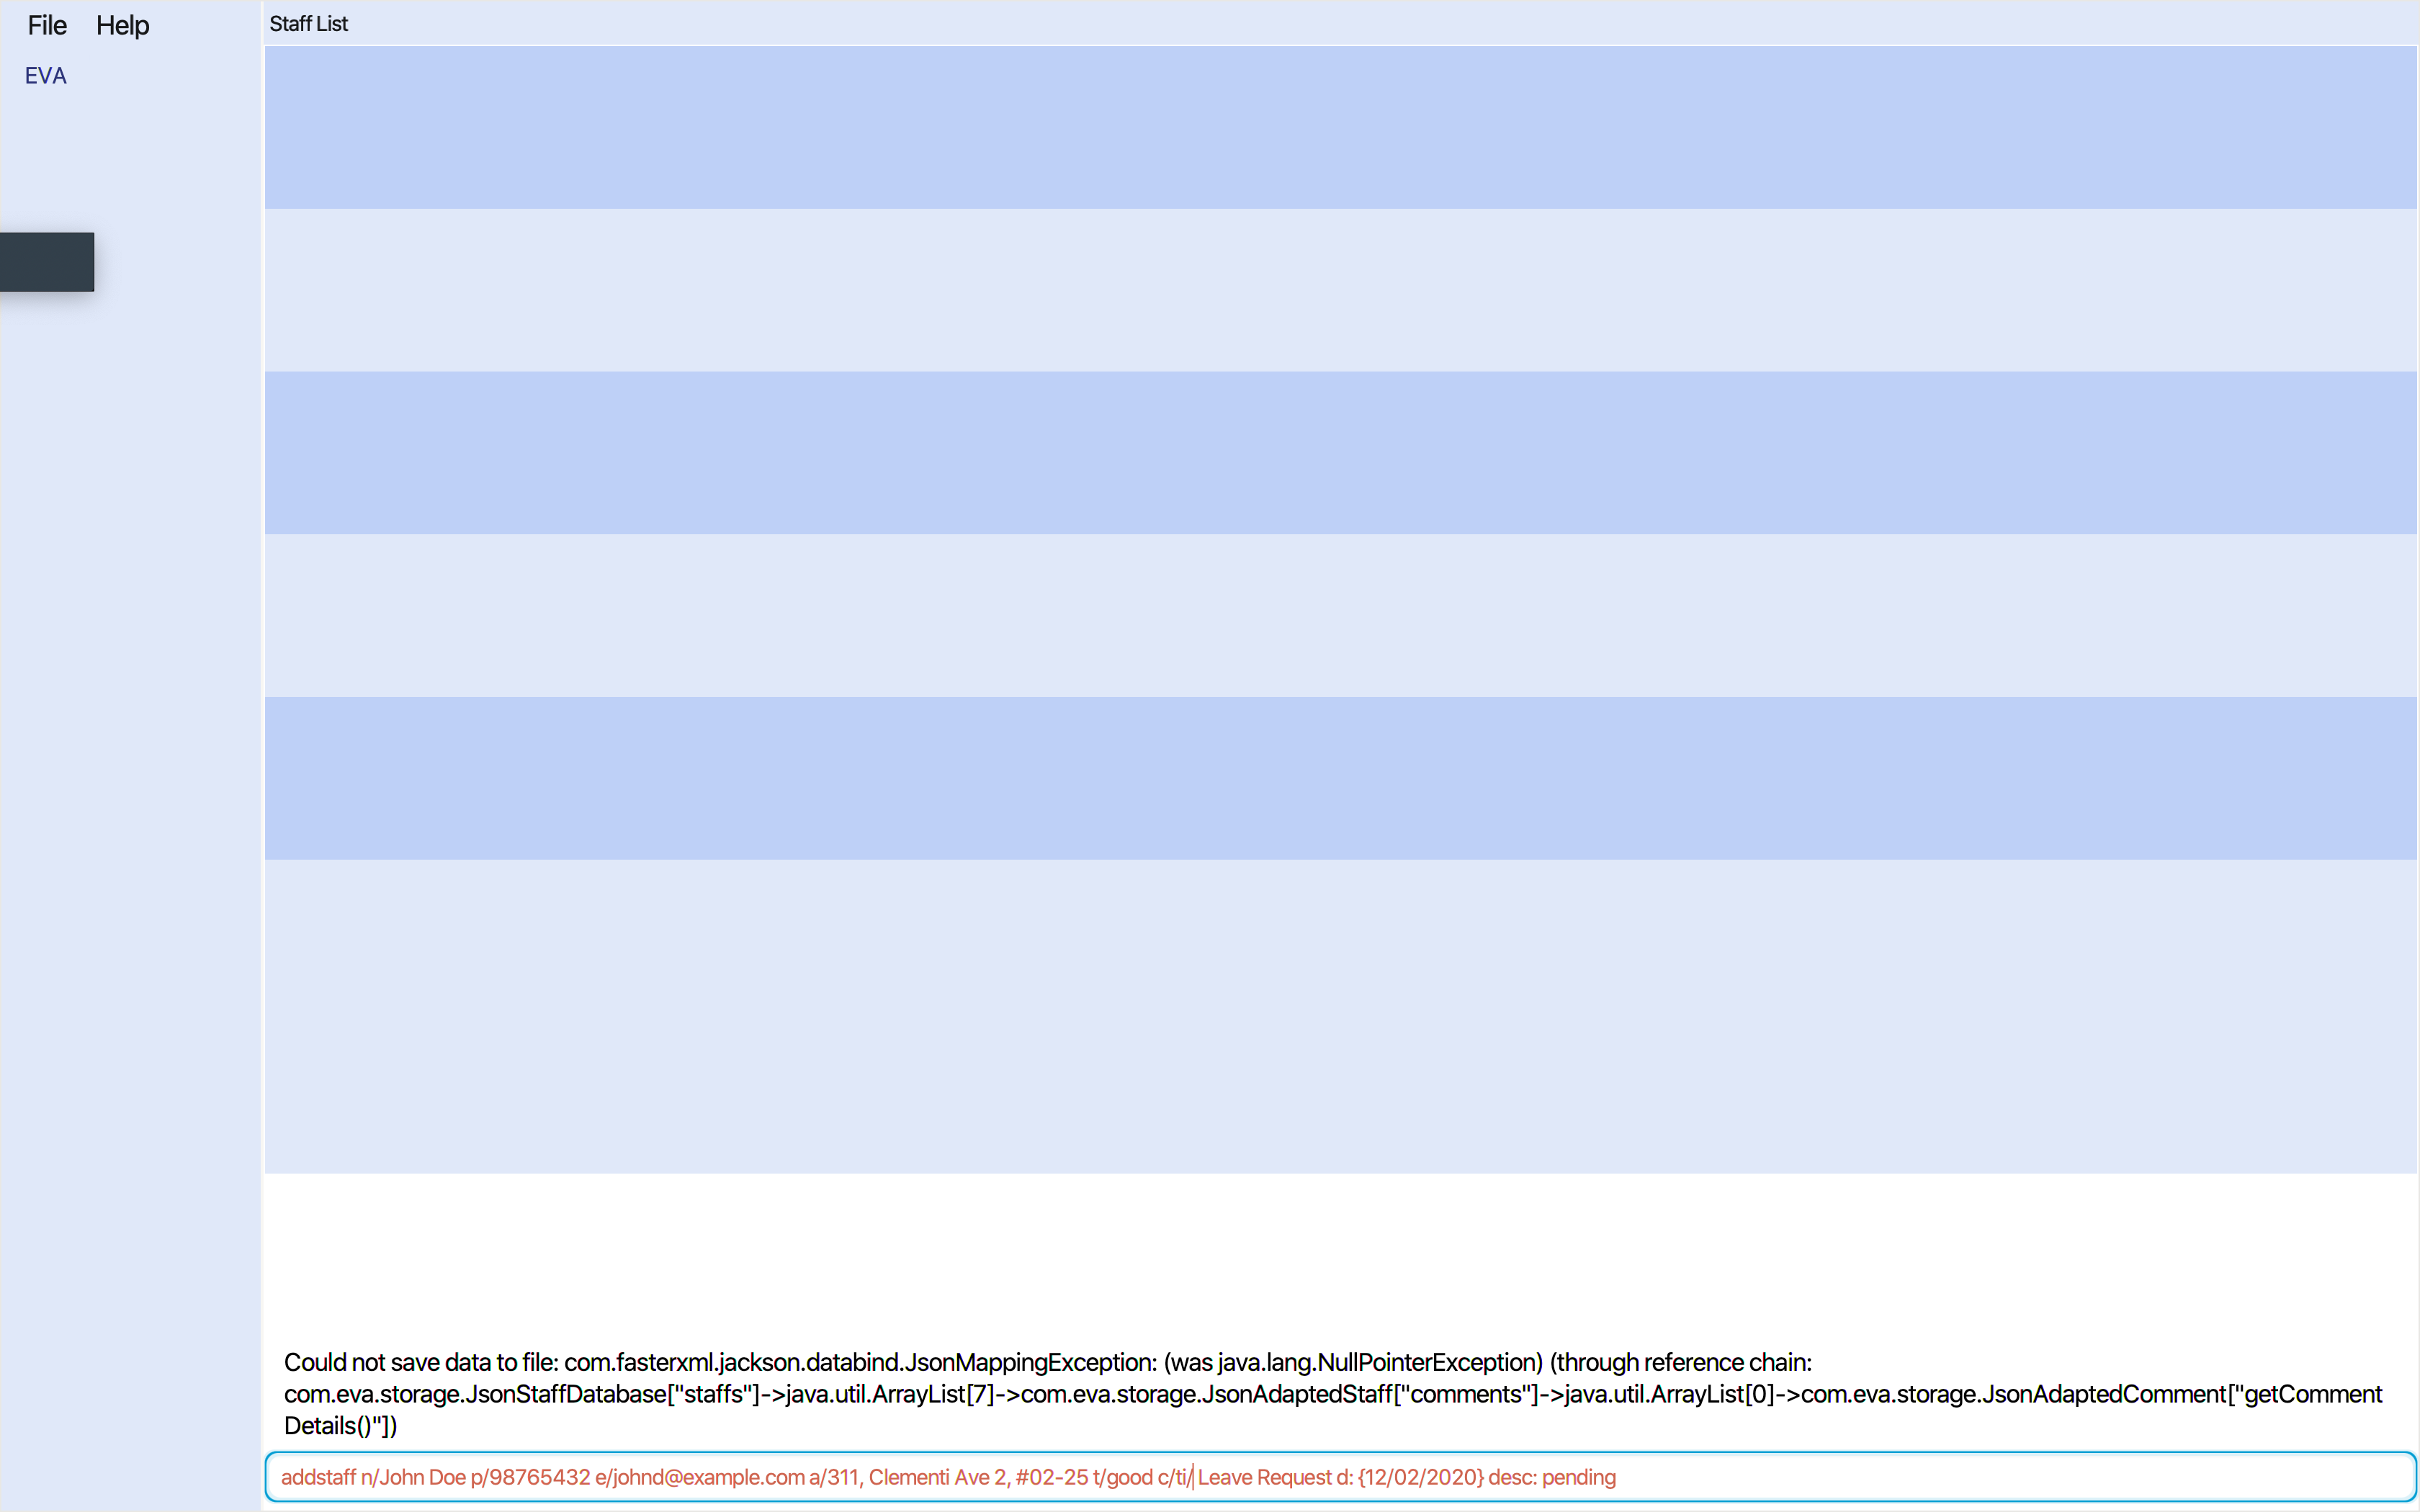 File Help
Staff List
EVA
Could not save data to file: com.fasterxml.jackson.databind.JsonMappingException: (was java.lang.NullPointerException) (through reference chain:
com.eva.storage.JsonStaffDatabase["staffs"]->java.util.ArrayList[7]->com.eva.storage.JsonAdaptedStaff["comments"]->java.util.ArrayList[0]->com.eva.storage.JsonAdaptedComment["getComment
Details()"])
addstaff n/John Doe p/98765432 e/johnd@example.com a/311, Clementi Ave 2, #02-25 t/good c/ti/ Leave Request d: {12/02/2020} desc: pending